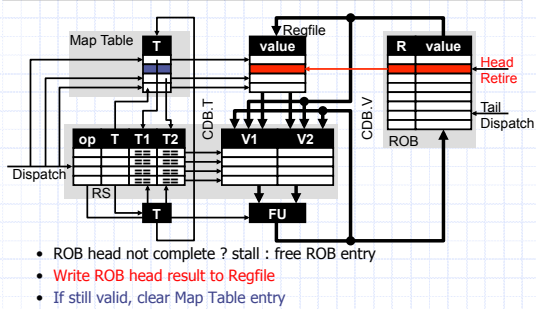 Map Table
T
Regfile
value
R value
Head
Retire
Tail
Dispatch
ROB
CDB.T
CDB.V
op T T1 T2
== ==
== ==
== ==
== ==
V1 V2
Dispatch
RS
T
FU
• ROB head not complete ? stall : free ROB entry
• Write ROB head result to Regfile
• If still valid, clear Map Table entry